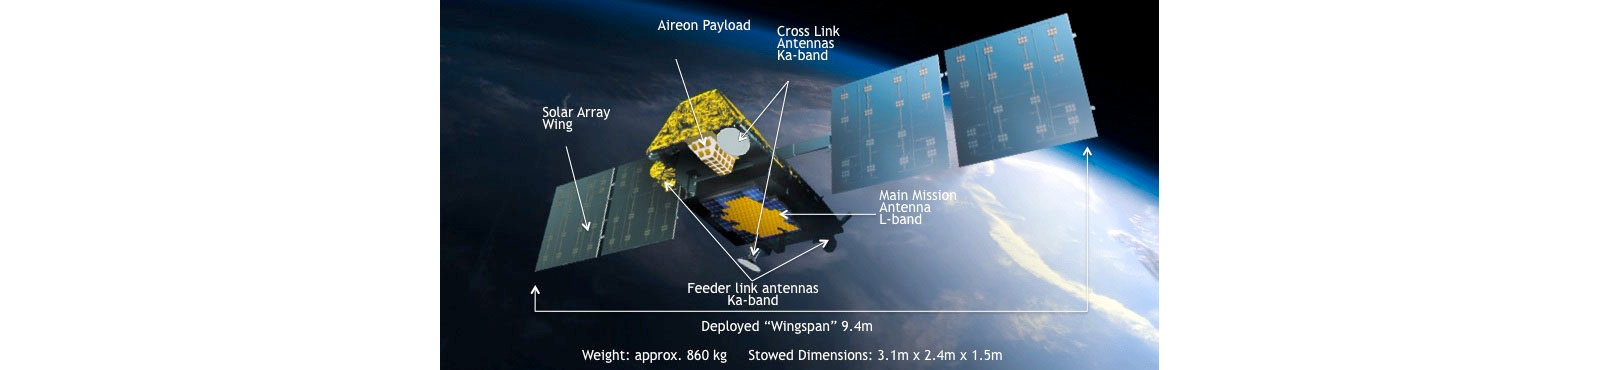 Aireon Payload
Cross Link
Antennas
Ka-band
Solar Array
Wing
Main Mission
Antenna
L-band
Feeder link antennas
Ka-band
Deployed “Wingspan” 9.4m
Weight: approx. 860 kg
Stowed Dimensions: 3.1m x 2.4m x 1.5m